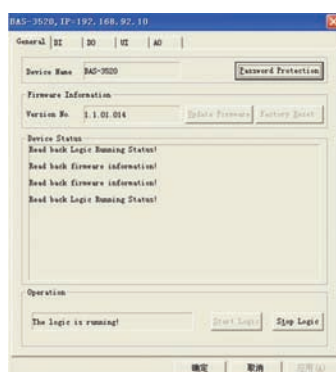 BAS-3520,IP=192.168.92.10
General DI DO UI AO
Device Name BAS-3520 Password Protection
Firmware Information
Version No. 1.1.01.014 Update Firmware Factory Reset
Device Status
Read back Logic Running Status!
Read back firmware information!
Read back firmware information!
Read back Logic Running Status!
Operation
The logic is running! Start Logic Stop Logic
确定 取消 应用(A)